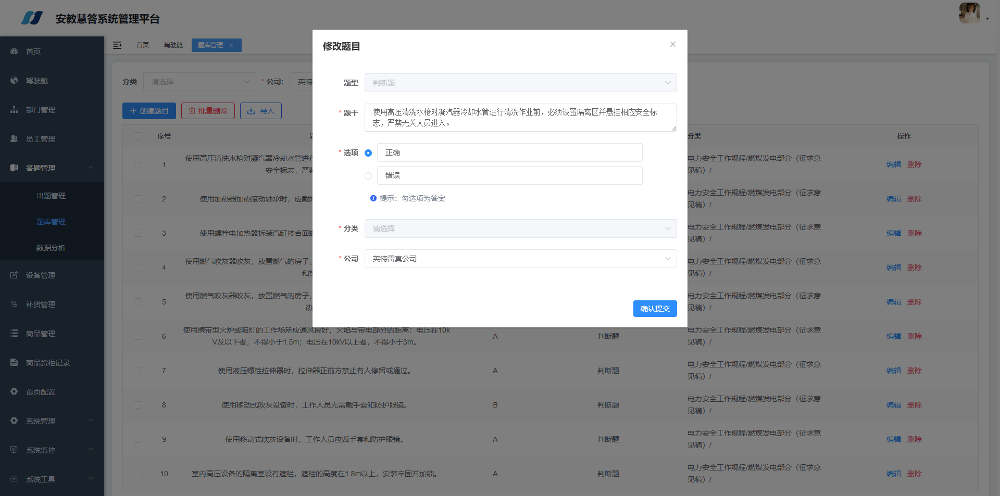 安教慧答系统管理平台
首页
驾驶舱
题库管理 ×
首页
驾驶舱
部门管理
员工管理
答题管理
出题管理
题库管理
数据分析
设备管理
补货管理
商品管理
商品货柜记录
首页配置
系统管理
系统监控
系统工具
分类 请选择 * 公司: 英特
创建题目 批量删除 导入
序号 分类 操作
1 使用高压清洗水枪对凝汽器冷却水管进行 电力安全工作规程/燃煤发电部分（征求意 编辑 删除
安全标志，严禁 见稿）/
2 使用加热器加热滚动轴承时，应戴好 电力安全工作规程/燃煤发电部分（征求意 编辑 删除
见稿）/
3 使用螺栓电加热器拆装汽缸接合面螺 电力安全工作规程/燃煤发电部分（征求意 编辑 删除
见稿）/
4 使用燃气吹灰器吹灰，放置燃气的房子、 电力安全工作规程/燃煤发电部分（征求意 编辑 删除
和热 见稿）/
5 使用燃气吹灰器吹灰，放置燃气的房子、 电力安全工作规程/燃煤发电部分（征求意 编辑 删除
热 见稿）/
6 使用携带型火炉或喷灯的工作场所应通风良好，火焰与带电部分的距离：电压在10k A 判断题 电力安全工作规程/燃煤发电部分（征求意 编辑 删除
V及以下者，不得小于1.5m；电压在10kV以上者，不得小于3m。 见稿）/
7 使用液压螺栓拉伸器时，拉伸器正前方禁止有人停留或通过。 A 判断题 电力安全工作规程/燃煤发电部分（征求意 编辑 删除
见稿）/
8 使用移动式吹灰设备时，工作人员无需戴手套和防护眼镜。 B 判断题 电力安全工作规程/燃煤发电部分（征求意 编辑 删除
见稿）/
9 使用移动式吹灰设备时，工作人员应戴手套和防护眼镜。 A 判断题 电力安全工作规程/燃煤发电部分（征求意 编辑 删除
见稿）/
10 室内高压设备的隔离室设有遮栏，遮栏的高度在1.8m以上，安装牢固并加锁。 A 判断题 电力安全工作规程/燃煤发电部分（征求意 编辑 删除
见稿）/
修改题目
题型 判断题
* 题干 使用高压清洗水枪对凝汽器冷却水管进行清洗作业前，必须设置隔离区并悬挂相应安全标
志，严禁无关人员进入。
* 选项 正确
错误
提示：勾选项为答案
* 分类 请选择
* 公司 英特雷真公司
确认提交